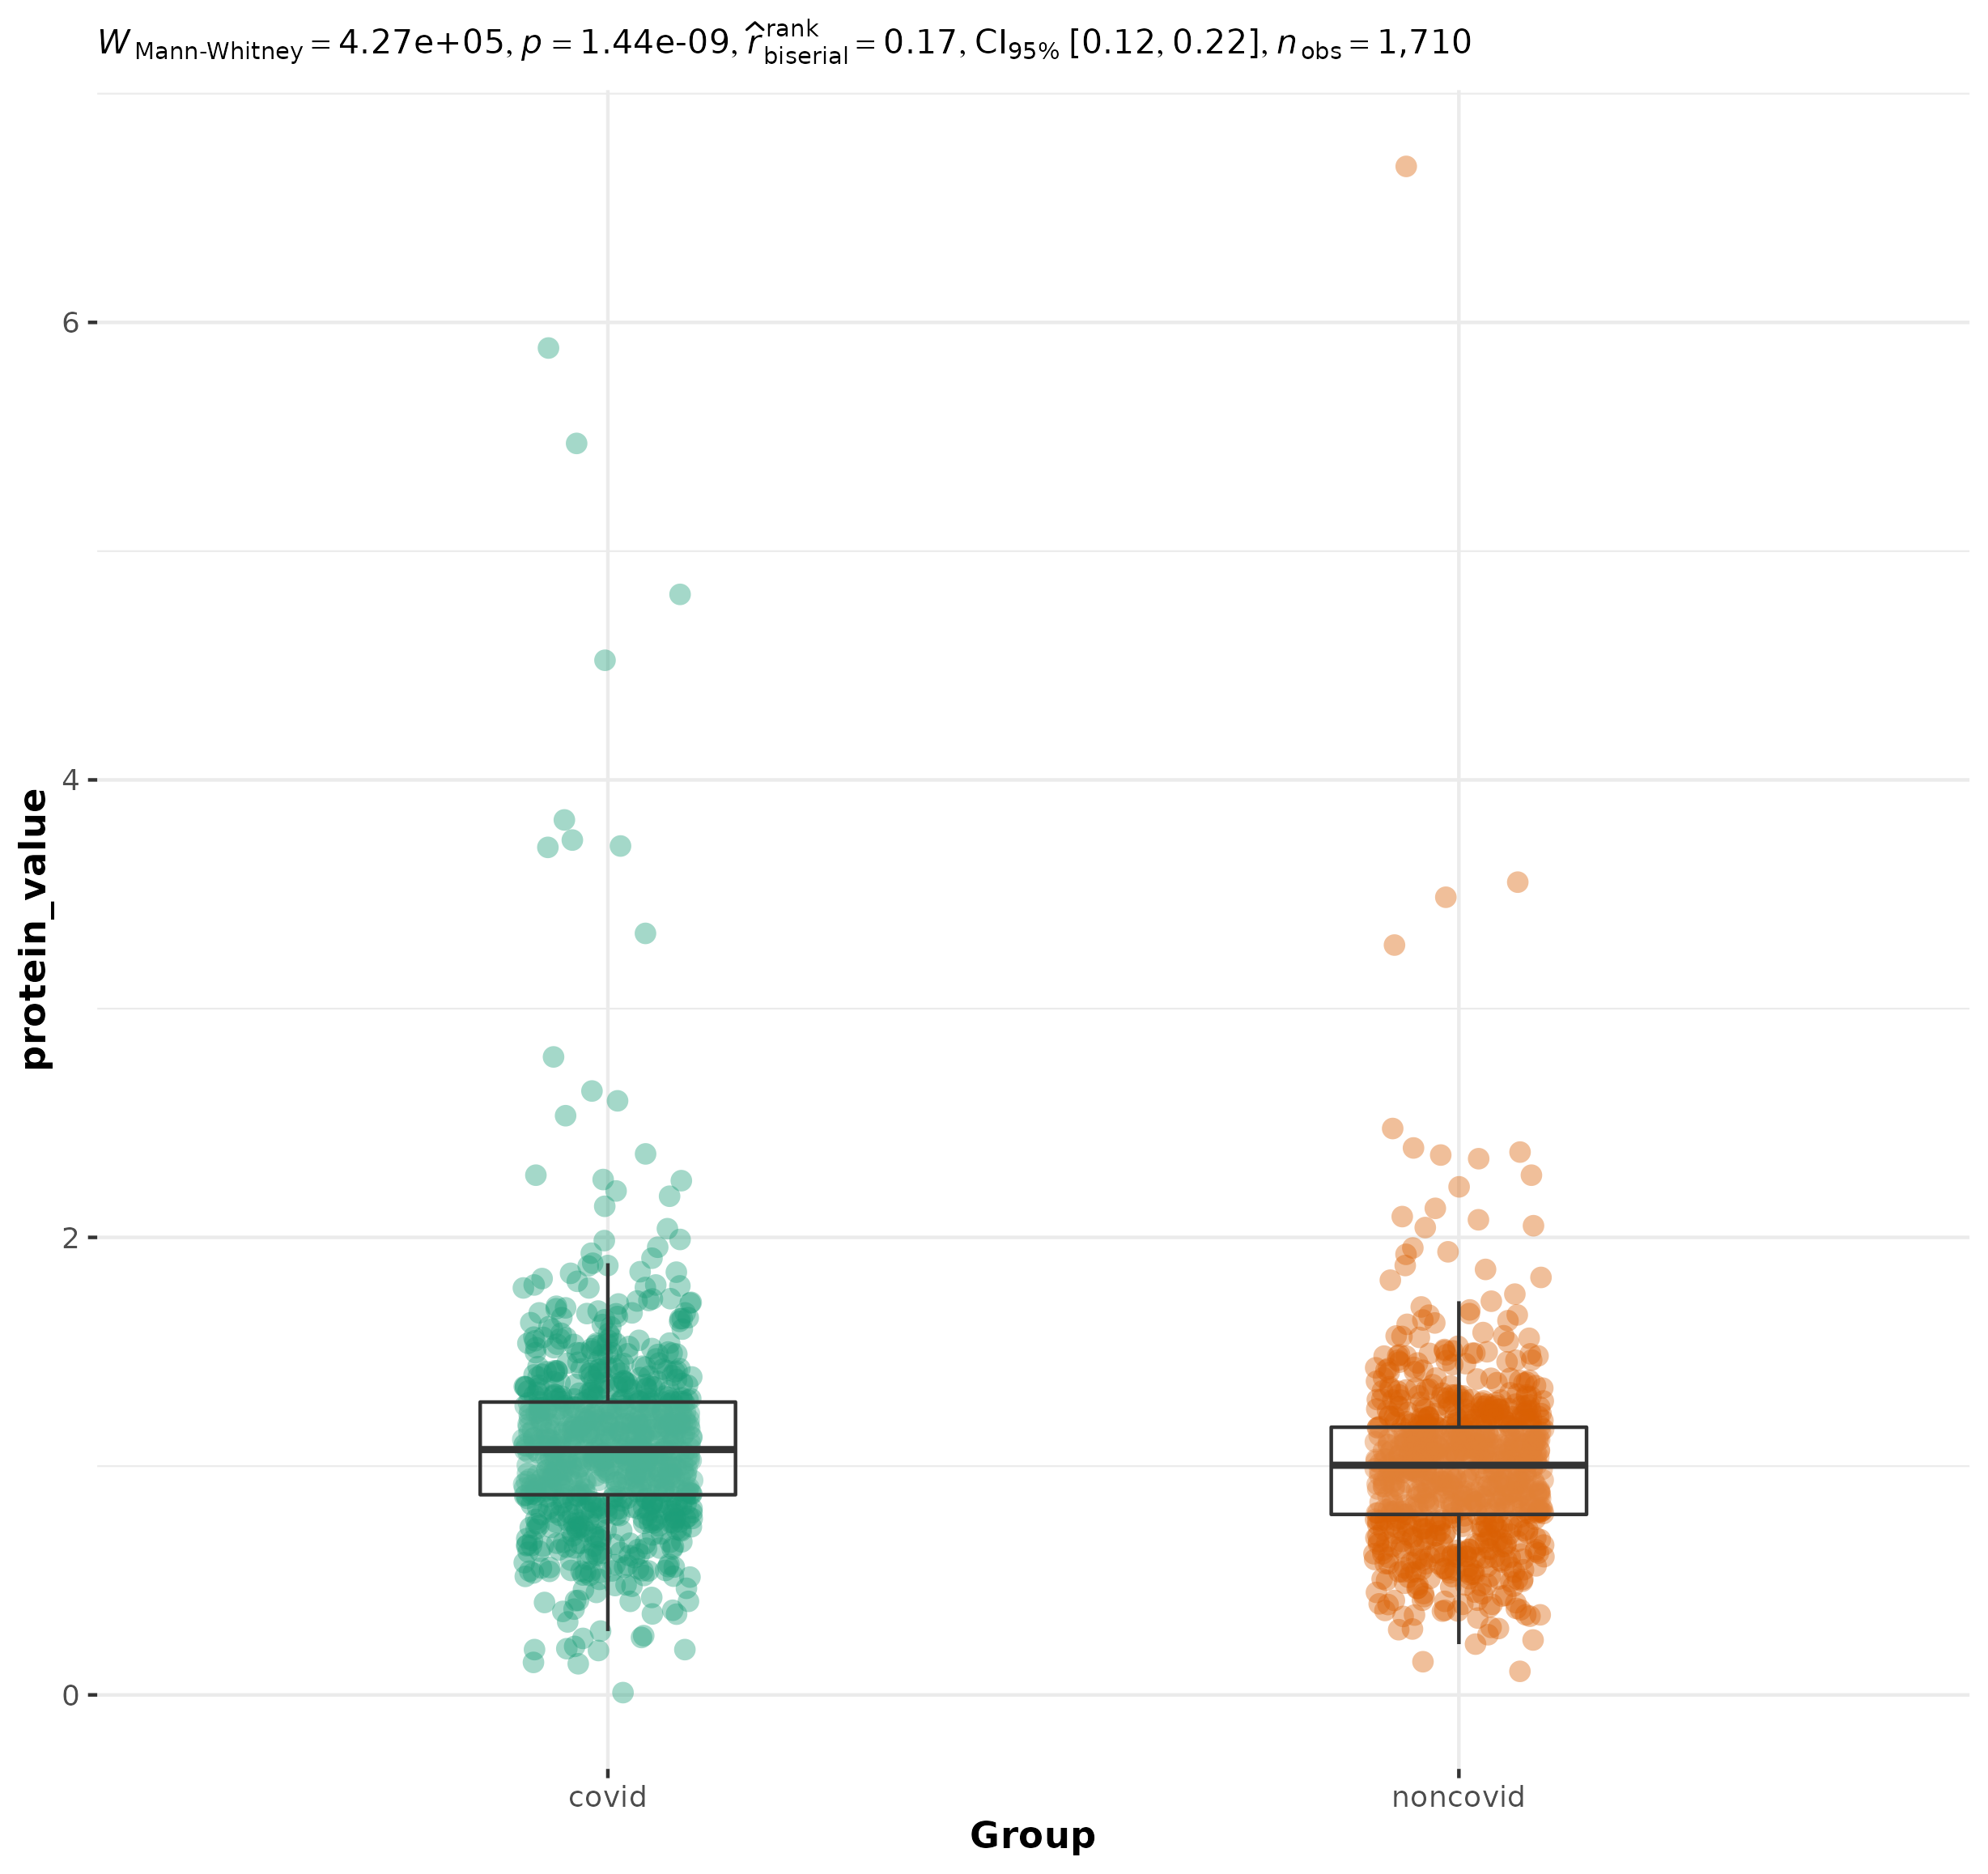 W Mann-Whitney = 4.27e+05, p = 1.44e-09, r̂ rank biserial = 0.17, CI95% [0.12, 0.22], n obs = 1,710
protein_value
6
4
2
0
covid noncovid
Group